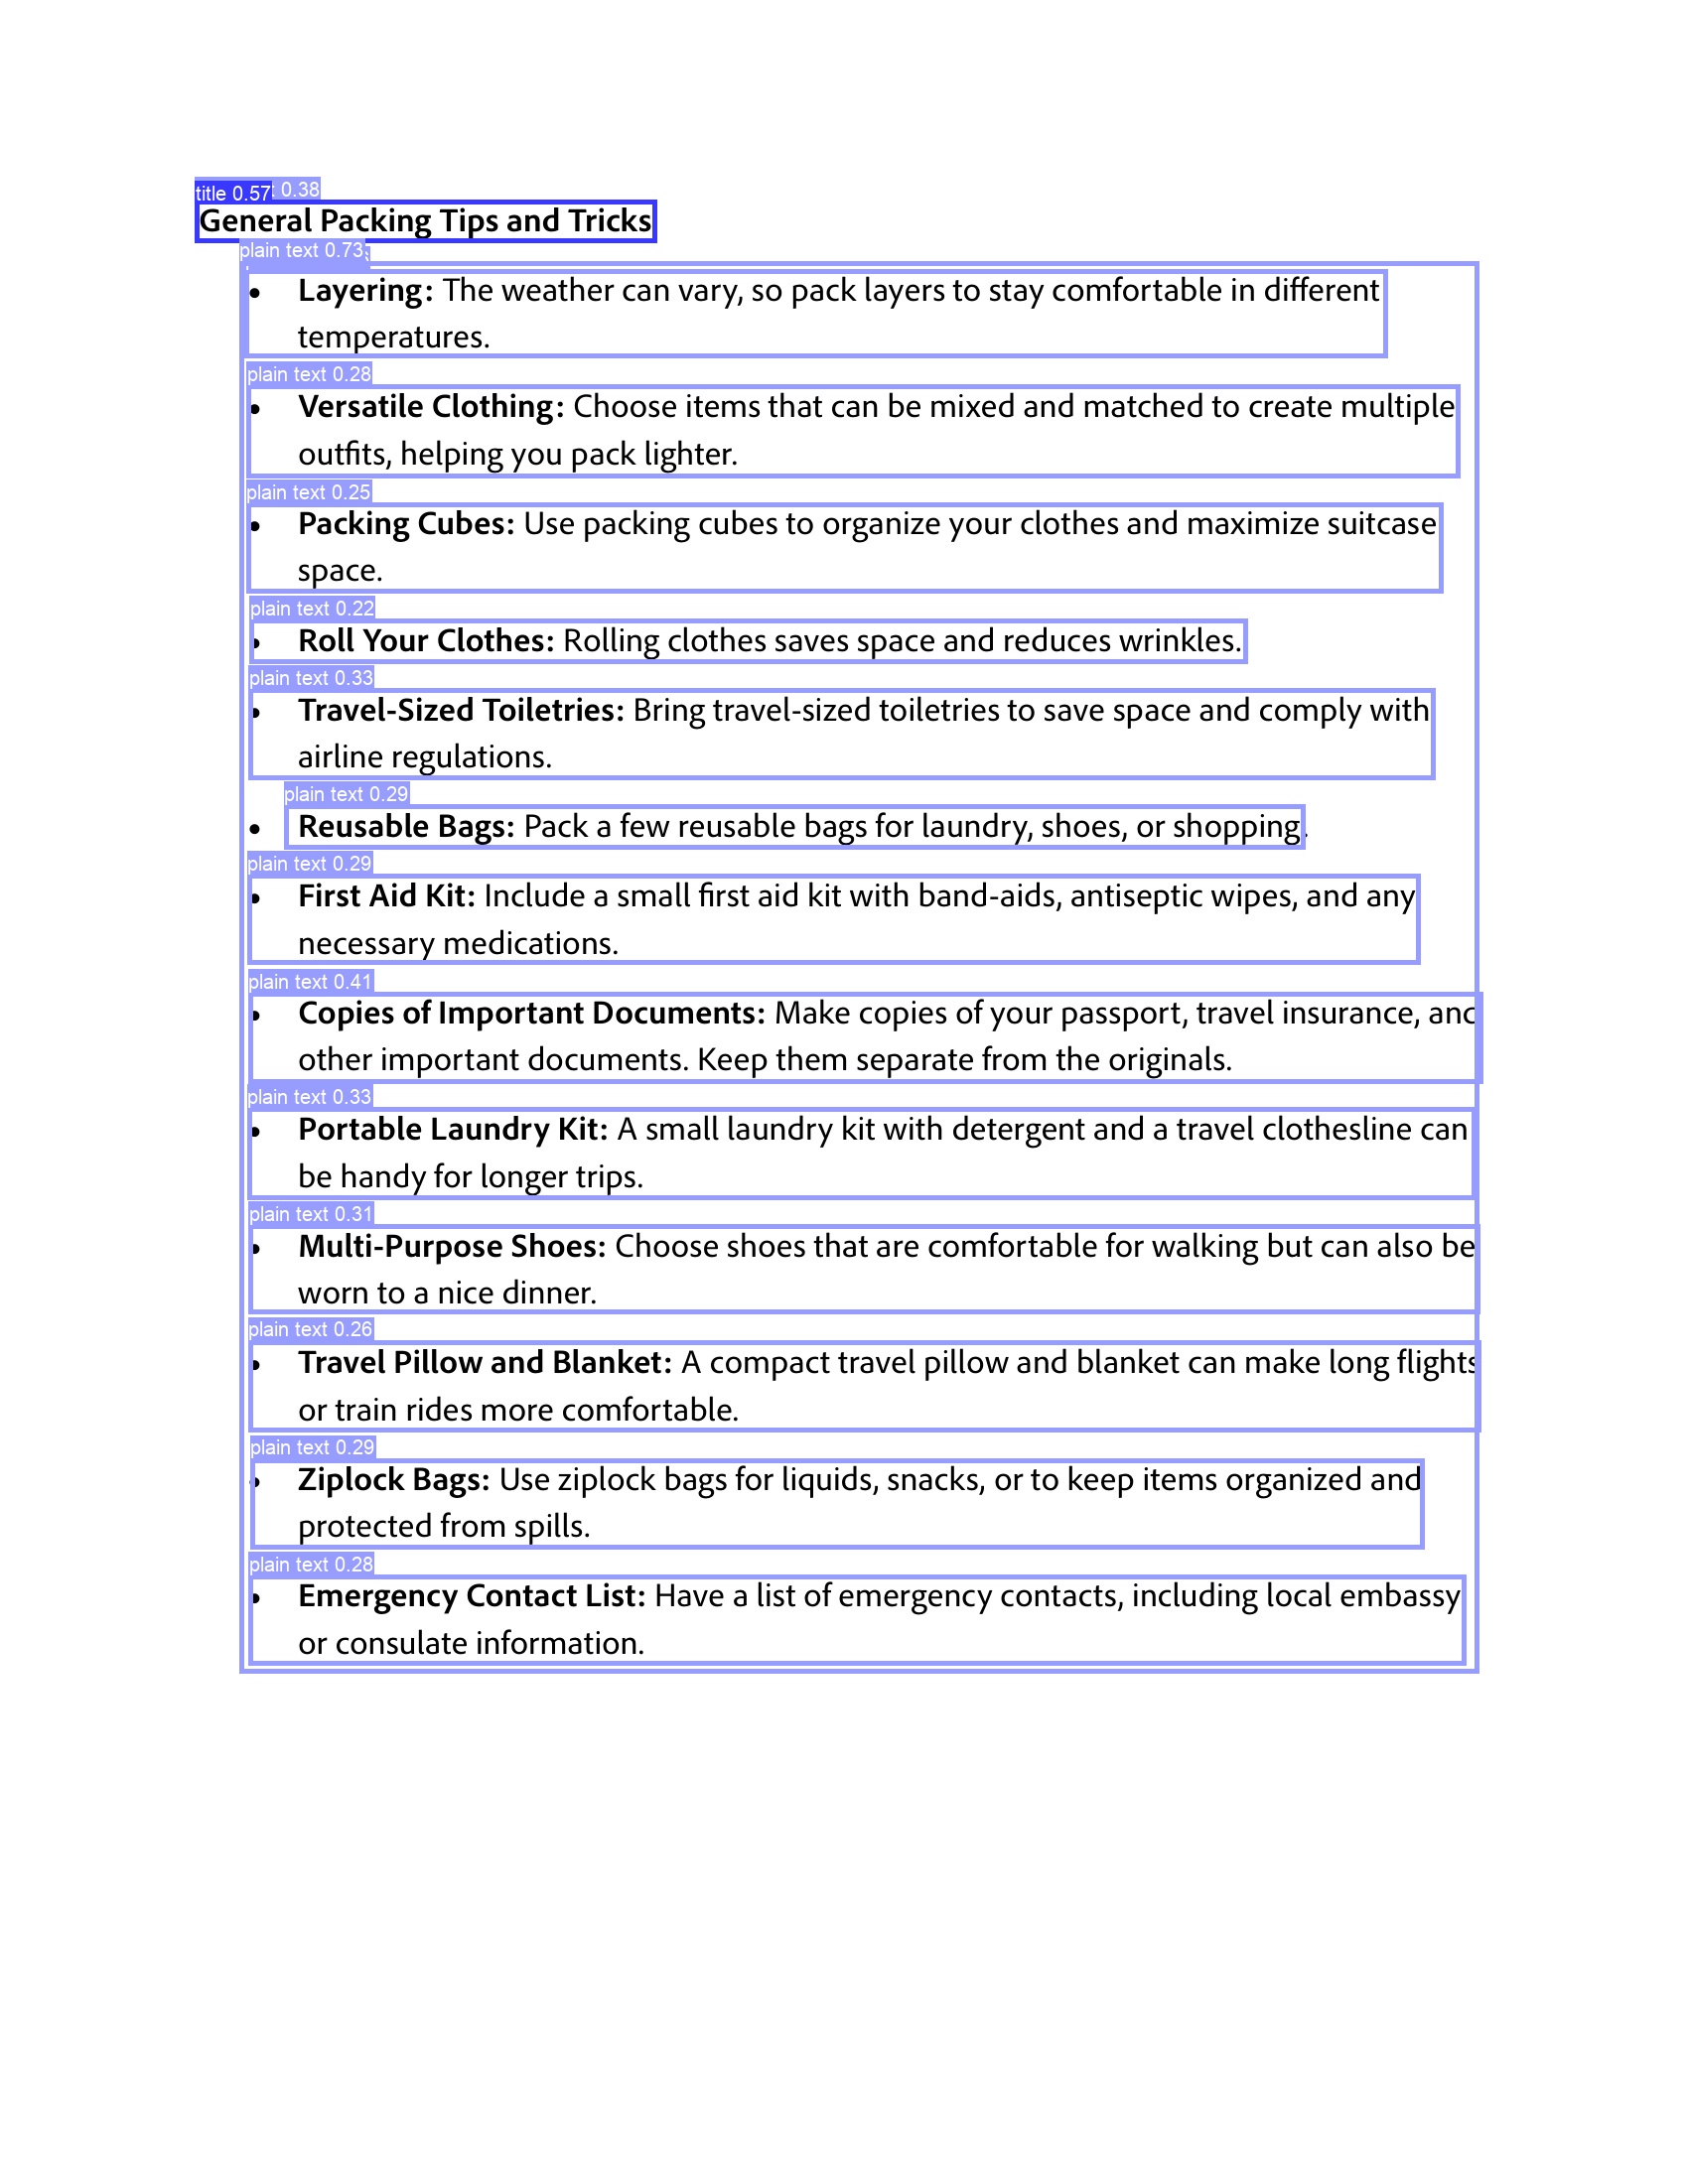 title 0.57 : 0.38
General Packing Tips and Tricks
plain text 0.73
• Layering: The weather can vary, so pack layers to stay comfortable in different
temperatures.
plain text 0.28
• Versatile Clothing: Choose items that can be mixed and matched to create multiple
outfits, helping you pack lighter.
plain text 0.25
• Packing Cubes: Use packing cubes to organize your clothes and maximize suitcase
space.
plain text 0.22
• Roll Your Clothes: Rolling clothes saves space and reduces wrinkles.
plain text 0.33
• Travel-Sized Toiletries: Bring travel-sized toiletries to save space and comply with
airline regulations.
plain text 0.29
• Reusable Bags: Pack a few reusable bags for laundry, shoes, or shopping.
plain text 0.29
• First Aid Kit: Include a small first aid kit with band-aids, antiseptic wipes, and any
necessary medications.
plain text 0.41
• Copies of Important Documents: Make copies of your passport, travel insurance, and
other important documents. Keep them separate from the originals.
plain text 0.33
• Portable Laundry Kit: A small laundry kit with detergent and a travel clothesline can
be handy for longer trips.
plain text 0.31
• Multi-Purpose Shoes: Choose shoes that are comfortable for walking but can also be
worn to a nice dinner.
plain text 0.26
• Travel Pillow and Blanket: A compact travel pillow and blanket can make long flights
or train rides more comfortable.
plain text 0.29
• Ziplock Bags: Use ziplock bags for liquids, snacks, or to keep items organized and
protected from spills.
plain text 0.28
• Emergency Contact List: Have a list of emergency contacts, including local embassy
or consulate information.